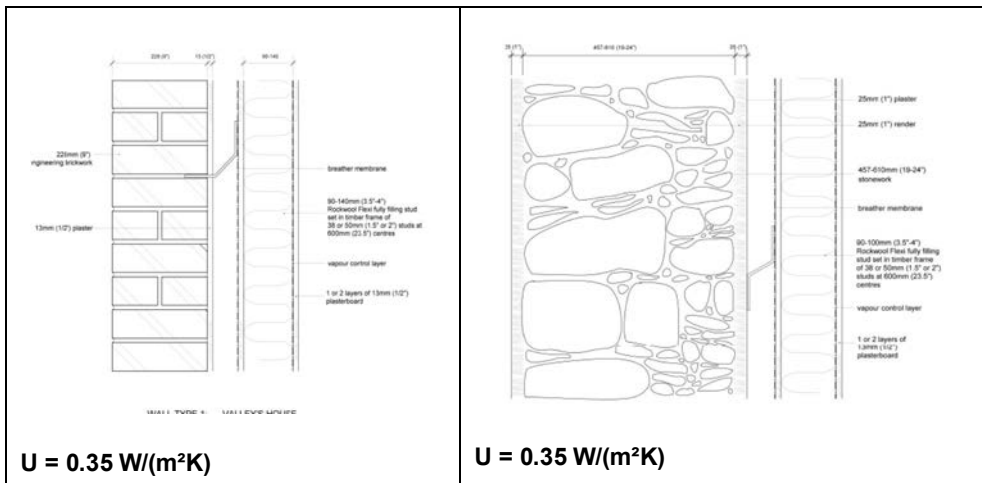 229 (9")
13 (1/2")
90-140
229mm (9")
ngineering brickwork
13mm (1/2") plaster
breather membrane
90-140mm (3.5"-4")
Rockwool Flexi fully filling stud
set in timber frame of
38 or 50mm (1.5" or 2") studs at
600mm (23.5") centres
vapour control layer
1 or 2 layers of 13mm (1/2")
plasterboard
WALL TYPE 1: VALLEY'S HOUSE
U = 0.35 W/(m²K)
25 (1")
457-610 (19-24")
25 (1")
25mm (1") plaster
25mm (1") render
457-610mm (19-24")
stonework
breather membrane
90-100mm (3.5"-4")
Rockwool Flexi fully filling
stud set in timber frame
of 38 or 50mm (1.5" or 2")
studs at 600mm (23.5")
centres
vapour control layer
1 or 2 layers of
13mm (1/2")
plasterboard
U = 0.35 W/(m²K)